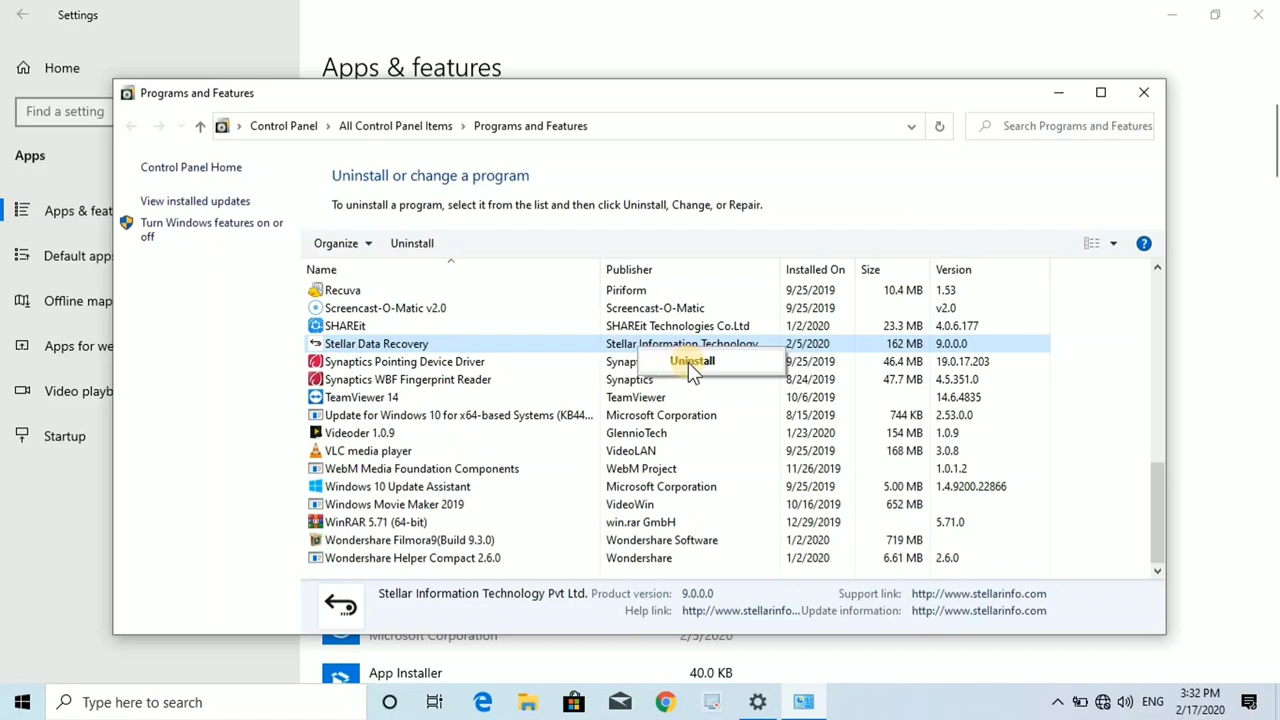 Settings
Home
Apps & features
Find a setting
Programs and Features
Control Panel > All Control Panel Items > Programs and Features
Search Programs and Features
Apps
Control Panel Home
Uninstall or change a program
View installed updates
To uninstall a program, select it from the list and then click Uninstall, Change, or Repair.
Apps & feat
Turn Windows features on or
off
Default apps
Organize Uninstall
Offline map
Apps for we
Video playb
Startup
Name Publisher Installed On Size Version
Recuva Piriform 9/25/2019 10.4 MB 1.53
Screencast-O-Matic v2.0 Screencast-O-Matic 9/25/2019 v2.0
SHAREit SHAREit Technologies Co.Ltd 1/2/2020 23.3 MB 4.0.6.177
Stellar Data Recovery Stellar Information Technology 2/5/2020 162 MB 9.0.0.0
Uninstall
Synaptics Pointing Device Driver Synap 9/25/2019 46.4 MB 19.0.17.203
Synaptics WBF Fingerprint Reader Synaptics 8/24/2019 47.7 MB 4.5.351.0
TeamViewer 14 TeamViewer 10/6/2019 14.6.4835
Update for Windows 10 for x64-based Systems (KB44... Microsoft Corporation 8/15/2019 744 KB 2.53.0.0
Videoder 1.0.9 GlennioTech 1/23/2020 154 MB 1.0.9
VLC media player VideoLAN 9/25/2019 168 MB 3.0.8
WebM Media Foundation Components WebM Project 11/26/2019 1.0.1.2
Windows 10 Update Assistant Microsoft Corporation 9/25/2019 5.00 MB 1.4.9200.22866
Windows Movie Maker 2019 VideoWin 10/16/2019 652 MB
WinRAR 5.71 (64-bit) win.rar GmbH 12/29/2019 5.71.0
Wondershare Filmora9(Build 9.3.0) Wondershare Software 1/2/2020 719 MB
Wondershare Helper Compact 2.6.0 Wondershare 1/2/2020 6.61 MB 2.6.0
Stellar Information Technology Pvt Ltd. Product version: 9.0.0.0 Support link: http://www.stellarinfo.com
Help link: http://www.stellarinfo... Update information: http://www.stellarinfo.com
Microsoft Corporation 2/5/2020
App Installer 40.0 KB
Type here to search
ENG
3:32 PM
2/17/2020